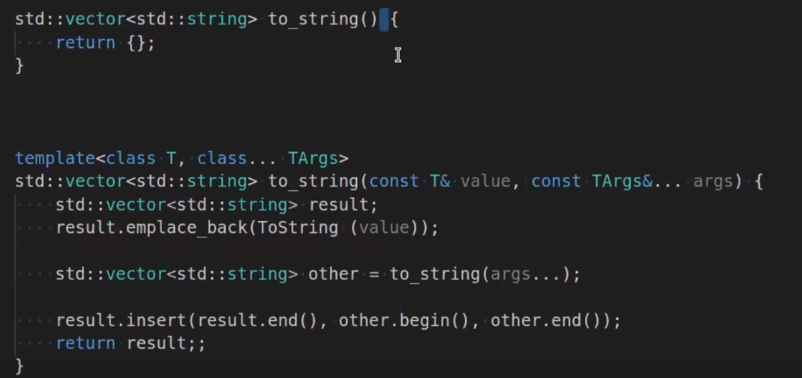 std::vector<std::string> to_string() {
    return {};
}
template<class T, class... TArgs>
std::vector<std::string> to_string(const T& value, const TArgs&... args) {
    std::vector<std::string> result;
    result.emplace_back(ToString (value));
    std::vector<std::string> other = to_string(args...);
    result.insert(result.end(), other.begin(), other.end());
    return result;;
}